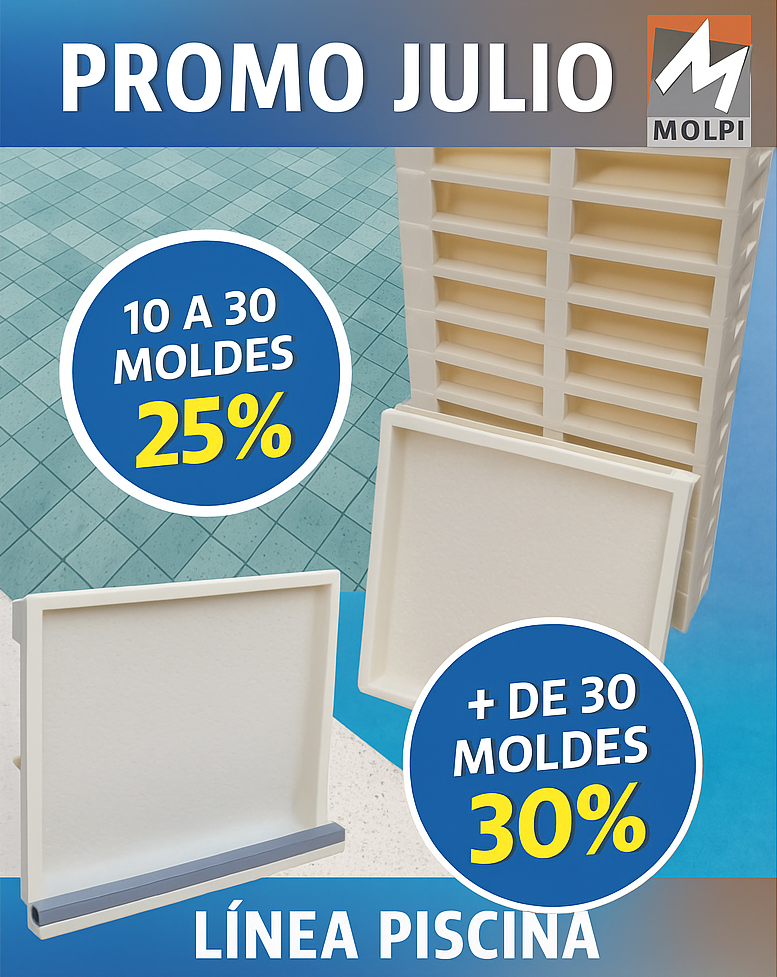 PROMO JULIO
MOLPI
10 A 30
MOLDES
25%
+ DE 30
MOLDES
30%
LÍNEA PISCINA